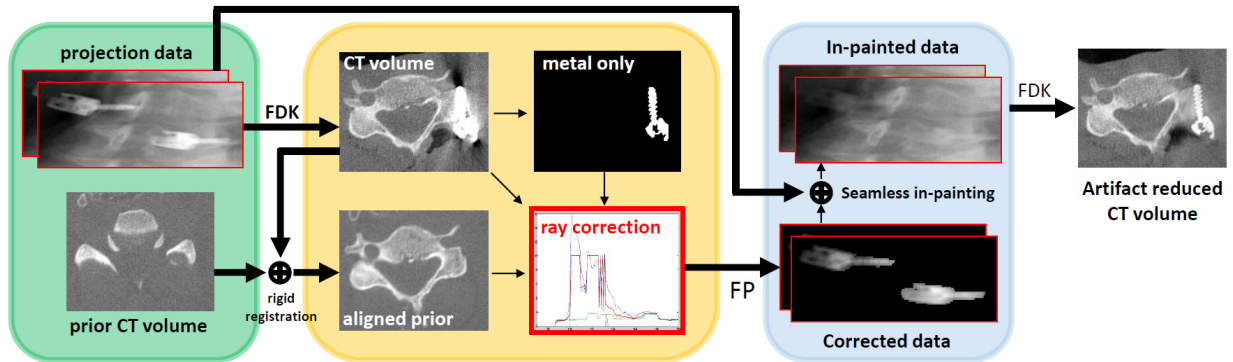 projection data
FDK
prior CT volume
rigid
registration
CT volume
metal only
aligned prior
ray correction
FP
In-painted data
Seamless in-painting
Corrected data
FDK
Artifact reduced
CT volume